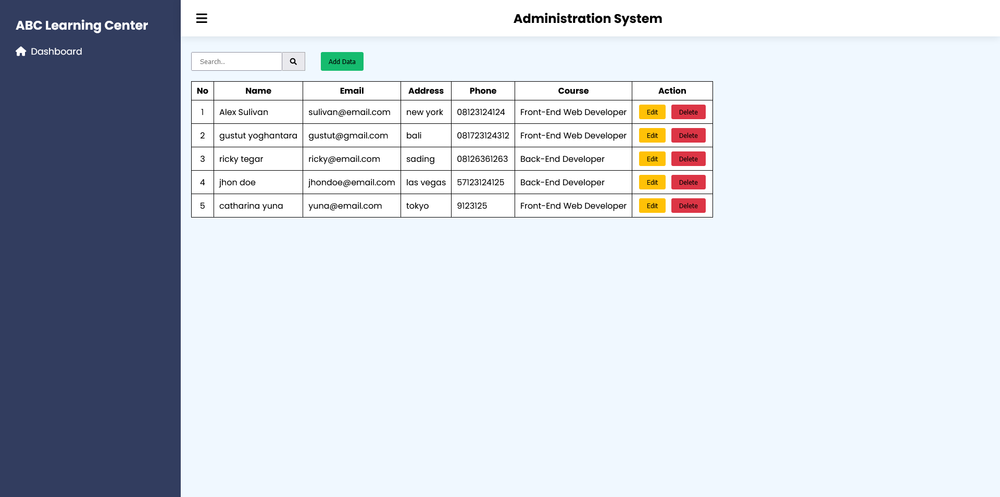 ABC Learning Center
Dashboard
Administration System
Search..
Add Data
No Name Email Address Phone Course Action
1 Alex Sulivan sulivan@email.com new york 08123124124 Front-End Web Developer Edit Delete
2 gustut yoghantara gustut@gmail.com bali 081723124312 Front-End Web Developer Edit Delete
3 ricky tegar ricky@email.com sading 08126361263 Back-End Developer Edit Delete
4 jhon doe jhondoe@email.com las vegas 57123124125 Back-End Developer Edit Delete
5 catharina yuna yuna@email.com tokyo 9123125 Front-End Web Developer Edit Delete